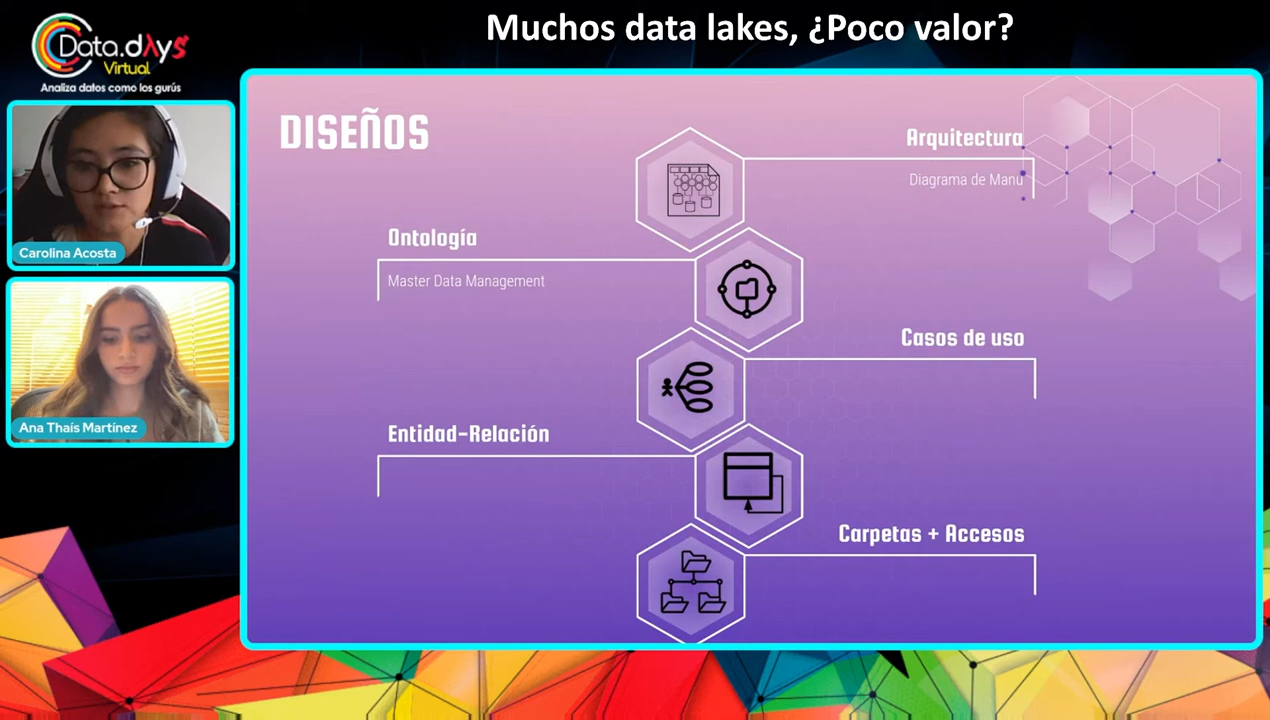 Muchos data lakes, ¿Poco valor?
Data.dAys
Virtual
Analiza datos como los gurús
Carolina Acosta
Ana Thaís Martínez
DISEÑOS
Arquitectura
Diagrama de Manu
Ontología
Master Data Management
Casos de uso
Entidad-Relación
Carpetas + Accesos